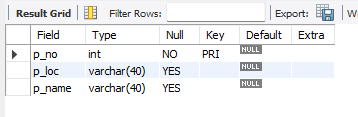 Result Grid Filter Rows: Export:
Field Type Null Key Default Extra
p_no int NO PRI NULL
p_loc varchar(40) YES NULL
p_name varchar(40) YES NULL